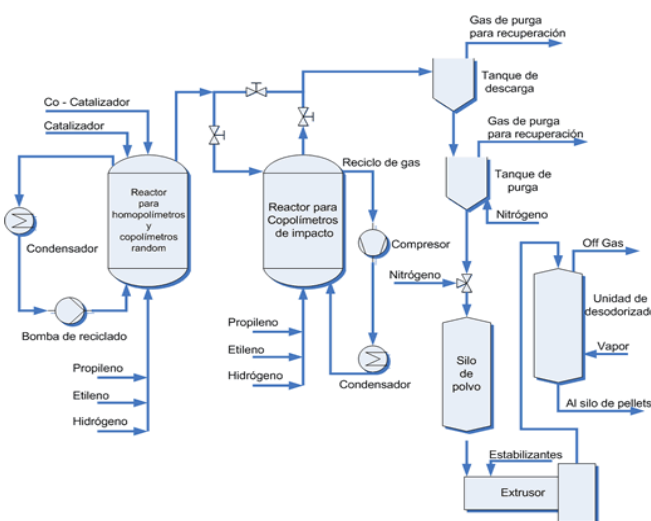 Gas de purga
para recuperación
Tanque de
descarga
Gas de purga
para recuperación
Co - Catalizador
Catalizador
Reciclo de gas
Tanque de
purga
Reactor
para
homopolímetros
y
copolímetros
random
Reactor para
Copolímetros
de impacto
Nitrógeno
Condensador
Compresor
Off Gas
Nitrógeno
Unidad de
desodorizado
Bomba de reciclado
Propileno
Etileno
Hidrógeno
Condensador
Silo
de
polvo
Vapor
Propileno
Etileno
Hidrógeno
Al silo de pellets
Estabilizantes
Extrusor